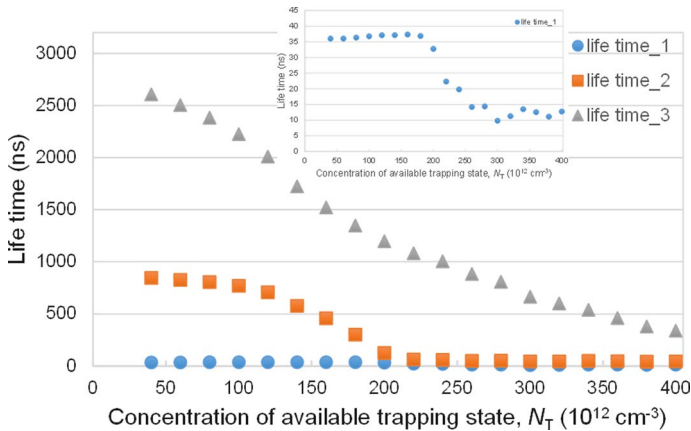 45
40
35
30
25
20
15
10
5
0
Life time (ns)
life time_1
0 50 100 150 200 250 300 350 400
Concentration of available trapping state, NT (10¹² cm⁻³)
life time_1
life time_2
life time_3
3000
2500
2000
1500
1000
500
0
Life time (ns)
0 50 100 150 200 250 300 350 400
Concentration of available trapping state, NT (10¹² cm⁻³)